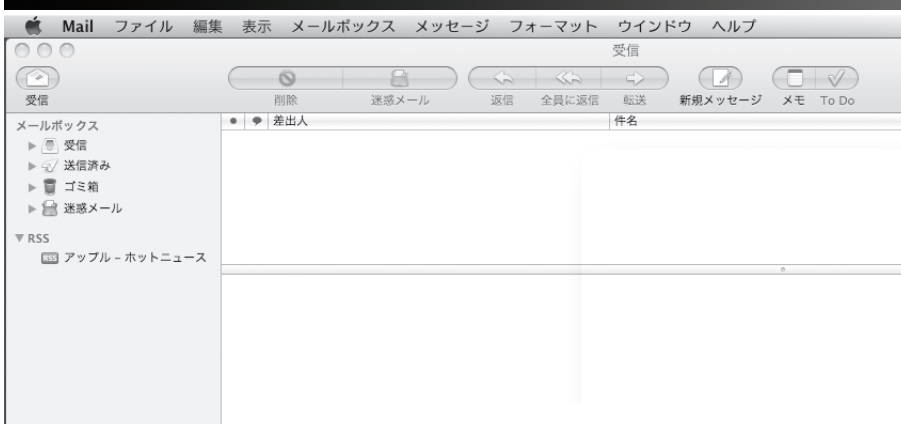 Mail ファイル 編集 表示 メールボックス メッセージ フォーマット ウインドウ ヘルプ
受信
受信 削除 迷惑メール 返信 全員に返信 転送 新規メッセージ メモ To Do
メールボックス
差出人 件名
受信
送信済み
ゴミ箱
迷惑メール
RSS
RSS アップル – ホットニュース